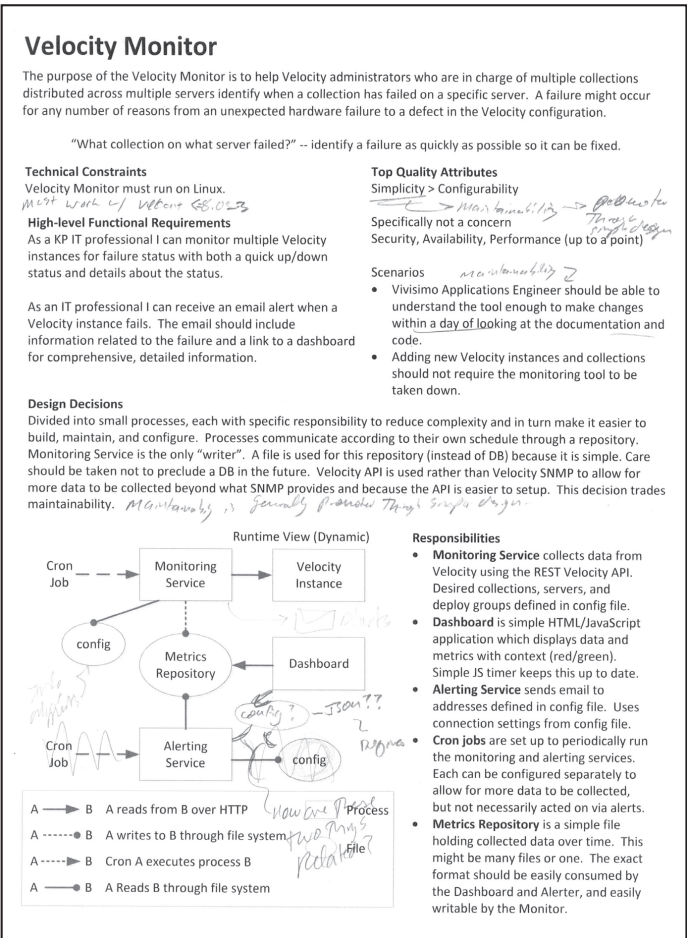 Velocity Monitor
The purpose of the Velocity Monitor is to help Velocity administrators who are in charge of multiple collections
distributed across multiple servers identify when a collection has failed on a specific server. A failure might occur
for any number of reasons from an unexpected hardware failure to a defect in the Velocity configuration.
"What collection on what server failed?" -- identify a failure as quickly as possible so it can be fixed.
Technical Constraints
Velocity Monitor must run on Linux.
Must work w/
High-level Functional Requirements
As a KP IT professional I can monitor multiple Velocity
instances for failure status with both a quick up/down
status and details about the status.
As an IT professional I can receive an email alert when a
Velocity instance fails. The email should include
information related to the failure and a link to a dashboard
for comprehensive, detailed information.
Top Quality Attributes
Simplicity > Configurability
> Maintainability -> promoter
Through
simple design
Specifically not a concern
Security, Availability, Performance (up to a point)
Scenarios
Maintainability
• Vivisimo Applications Engineer should be able to
understand the tool enough to make changes
within a day of looking at the documentation and
code.
• Adding new Velocity instances and collections
should not require the monitoring tool to be
taken down.
Design Decisions
Divided into small processes, each with specific responsibility to reduce complexity and in turn make it easier to
build, maintain, and configure. Processes communicate according to their own schedule through a repository.
Monitoring Service is the only "writer". A file is used for this repository (instead of DB) because it is simple. Care
should be taken not to preclude a DB in the future. Velocity API is used rather than Velocity SNMP to allow for
more data to be collected beyond what SNMP provides and because the API is easier to setup. This decision trades
maintainability. Maintainability is generally promoted through simple design.
Runtime View (Dynamic)
Cron
Job
Monitoring
Service
Velocity
Instance
config
Metrics
Repository
Dashboard
config?
JSON??
Cron
Job
Alerting
Service
config
How are these
two things
related?
Process
File
A B A reads from B over HTTP
A B A writes to B through file system
A B Cron A executes process B
A B A Reads B through file system
Responsibilities
• Monitoring Service collects data from
Velocity using the REST Velocity API.
Desired collections, servers, and
deploy groups defined in config file.
• Dashboard is simple HTML/JavaScript
application which displays data and
metrics with context (red/green).
Simple JS timer keeps this up to date.
• Alerting Service sends email to
addresses defined in config file. Uses
connection settings from config file.
• Cron jobs are set up to periodically run
the monitoring and alerting services.
Each can be configured separately to
allow for more data to be collected,
but not necessarily acted on via alerts.
• Metrics Repository is a simple file
holding collected data over time. This
might be many files or one. The exact
format should be easily consumed by
the Dashboard and Alerter, and easily
writable by the Monitor.